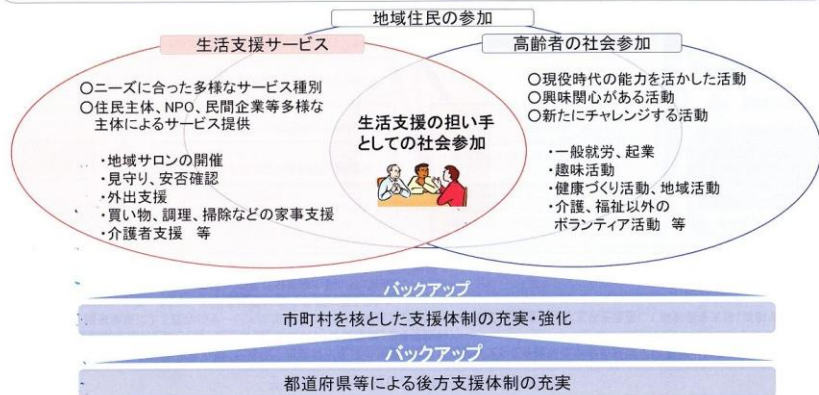 地域住民の参加
生活支援サービス
高齢者の社会参加
○ニーズに合った多様なサービス種別
○住民主体、NPO、民間企業等多様な
主体によるサービス提供
・地域サロンの開催
・見守り、安否確認
・外出支援
・買い物、調理、掃除などの家事支援
・介護者支援 等
生活支援の担い手
としての社会参加
○現役時代の能力を活かした活動
○興味関心がある活動
○新たにチャレンジする活動
・一般就労、起業
・趣味活動
・健康づくり活動、地域活動
・介護、福祉以外の
ボランティア活動 等
バックアップ
市町村を核とした支援体制の充実・強化
バックアップ
都道府県等による後方支援体制の充実